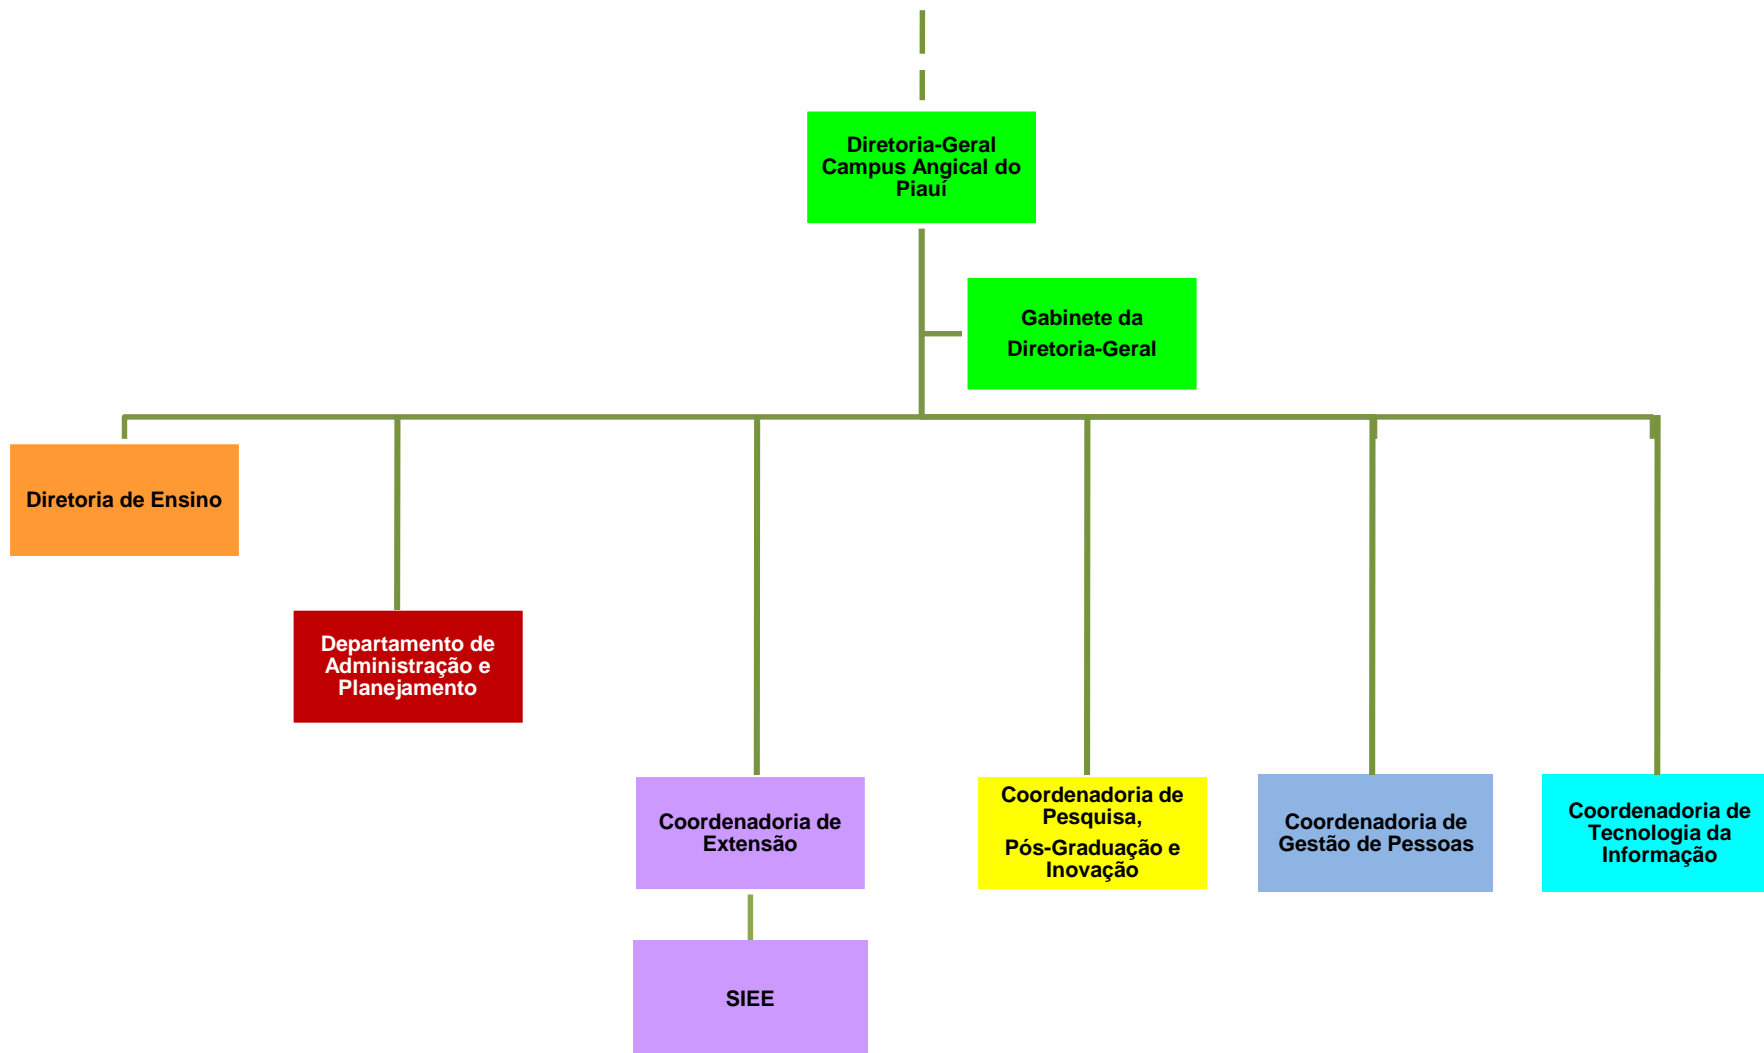 Diretoria-Geral
Campus Angical do
Piauí
Gabinete da
Diretoria-Geral
Diretoria de Ensino
Departamento de
Administração e
Planejamento
Coordenadoria de
Extensão
Coordenadoria de
Pesquisa,
Pós-Graduação e
Inovação
Coordenadoria de
Gestão de Pessoas
Coordenadoria de
Tecnologia da
Informação
SIEE